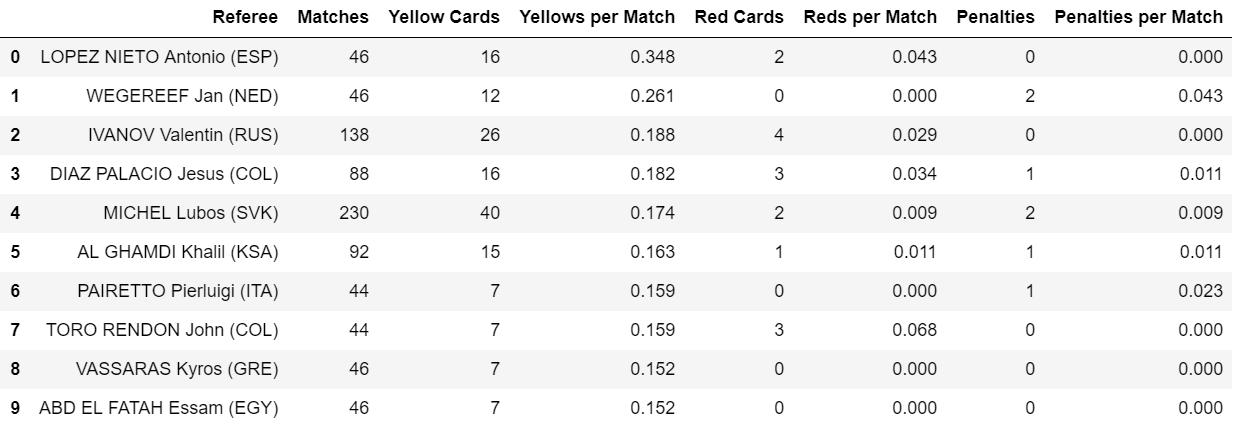 Referee Matches Yellow Cards Yellows per Match Red Cards Reds per Match Penalties Penalties per Match
0 LOPEZ NIETO Antonio (ESP) 46 16 0.348 2 0.043 0 0.000
1 WEGEREEF Jan (NED) 46 12 0.261 0 0.000 2 0.043
2 IVANOV Valentin (RUS) 138 26 0.188 4 0.029 0 0.000
3 DIAZ PALACIO Jesus (COL) 88 16 0.182 3 0.034 1 0.011
4 MICHEL Lubos (SVK) 230 40 0.174 2 0.009 2 0.009
5 AL GHAMDI Khalil (KSA) 92 15 0.163 1 0.011 1 0.011
6 PAIRETTO Pierluigi (ITA) 44 7 0.159 0 0.000 1 0.023
7 TORO RENDON John (COL) 44 7 0.159 3 0.068 0 0.000
8 VASSARAS Kyros (GRE) 46 7 0.152 0 0.000 0 0.000
9 ABD EL FATAH Essam (EGY) 46 7 0.152 0 0.000 0 0.000